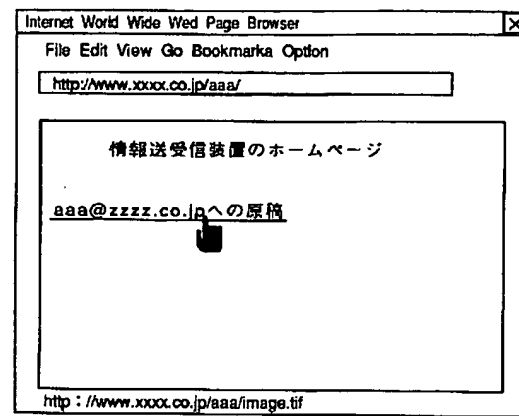 Internet World Wide Wed Page Browser
File Edit View Go Bookmarka Option
http://www.xxxx.co.jp/aaa/
情報送受信装置のホームページ
aaa@zzzz.co.jpへの原稿
http：//www.xxxx.co.jp/aaa/image.tif